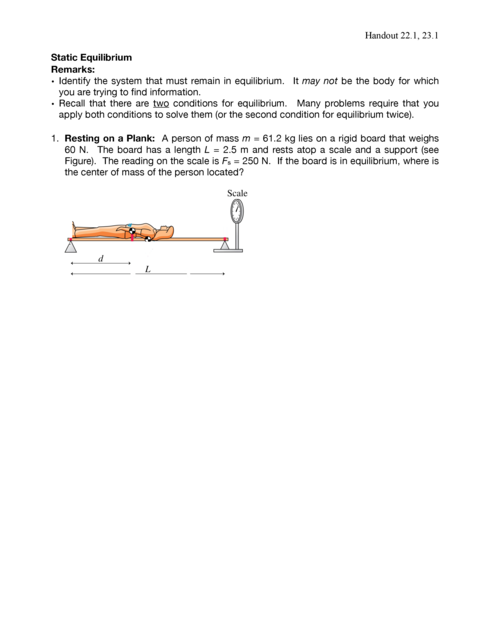 Handout 22.1, 23.1
Static Equilibrium
Remarks:
• Identify the system that must remain in equilibrium. It may not be the body for which
you are trying to find information.
• Recall that there are two conditions for equilibrium. Many problems require that you
apply both conditions to solve them (or the second condition for equilibrium twice).
1. Resting on a Plank: A person of mass m = 61.2 kg lies on a rigid board that weighs
60 N. The board has a length L = 2.5 m and rests atop a scale and a support (see
Figure). The reading on the scale is Fs = 250 N. If the board is in equilibrium, where is
the center of mass of the person located?
Scale
d
L